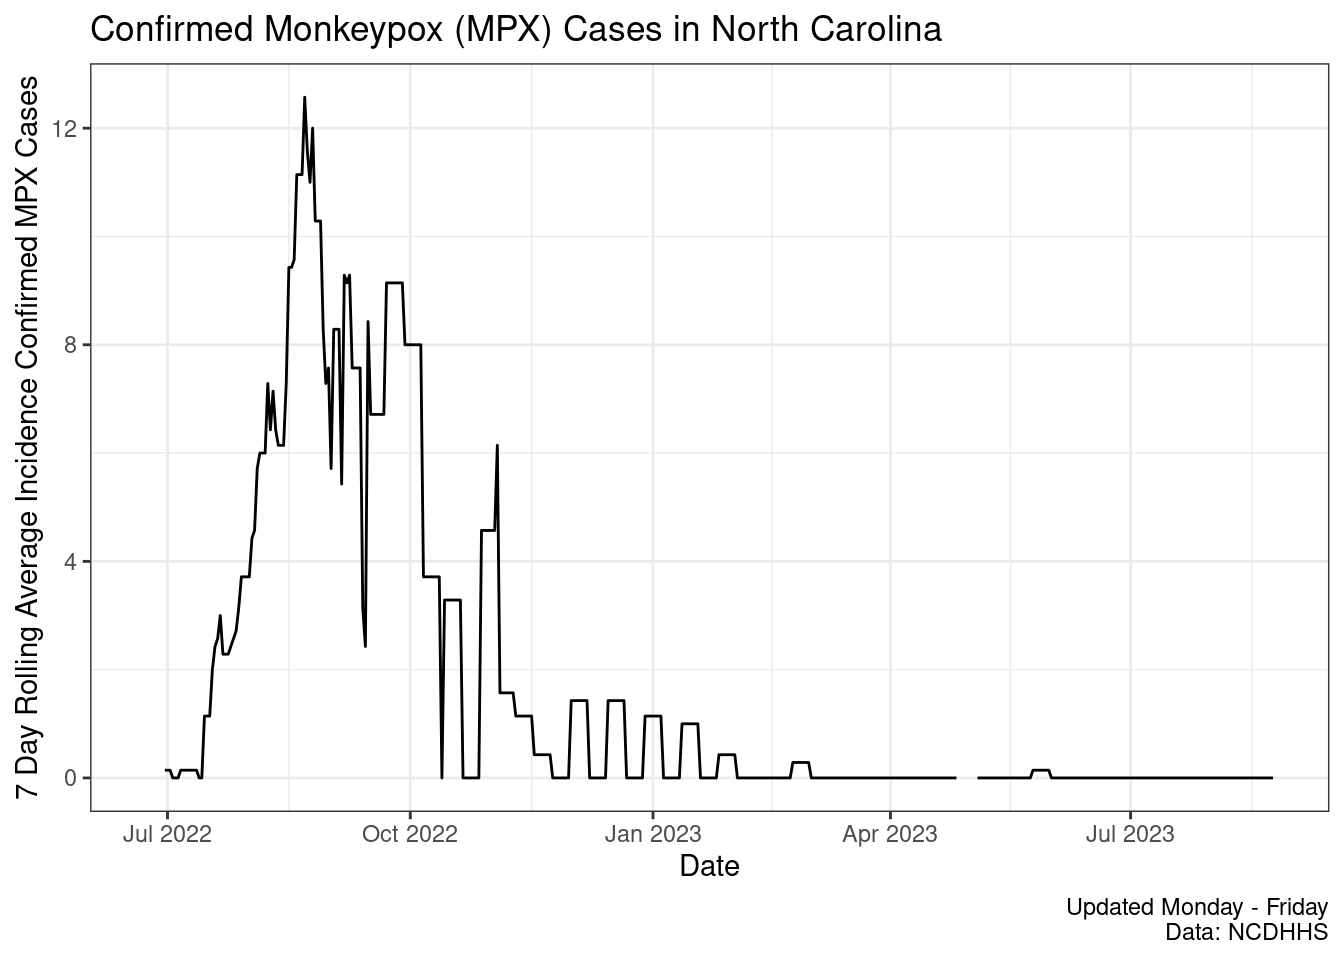 Confirmed Monkeypox (MPX) Cases in North Carolina
7 Day Rolling Average Incidence Confirmed MPX Cases
12
8
4
0
Jul 2022
Oct 2022
Jan 2023
Apr 2023
Jul 2023
Date
Updated Monday - Friday
Data: NCDHHS